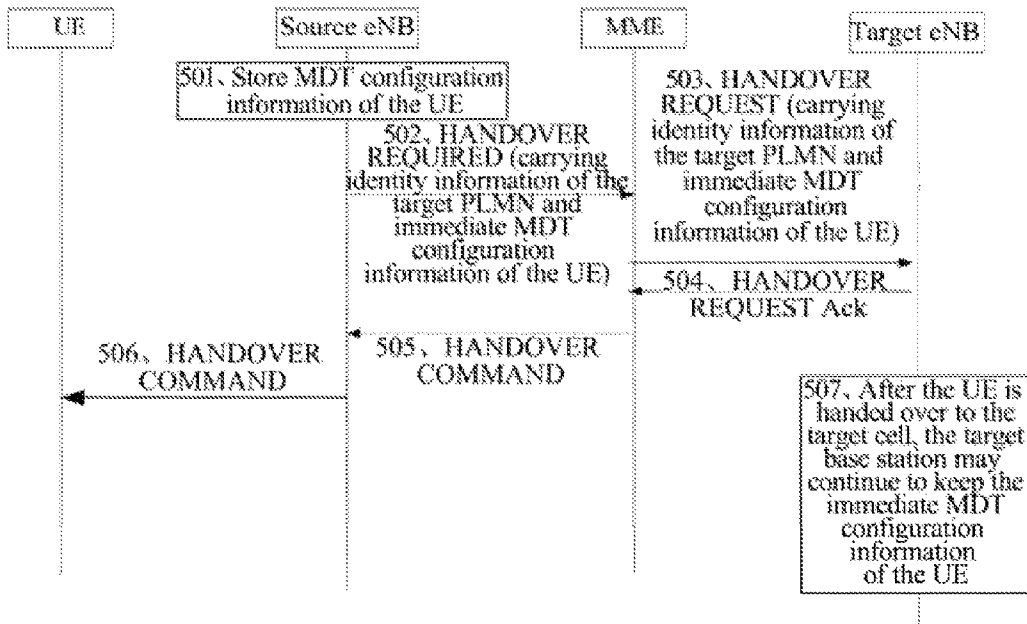 UE
Source eNB
MME
Target eNB
501、Store MDT configuration
information of the UE
502、HANDOVER
REQUIRED (carrying
identity information of the
target PLMN and
immediate MDT
configuration
information of the UE)
503、HANDOVER
REQUEST (carrying
identity information of
the target PLMN and
immediate MDT
configuration
information of the UE)
504、HANDOVER
REQUEST Ack
505、HANDOVER
COMMAND
506、HANDOVER
COMMAND
507、After the UE is
handed over to the
target cell, the target
base station may
continue to keep the
immediate MDT
configuration
information
of the UE